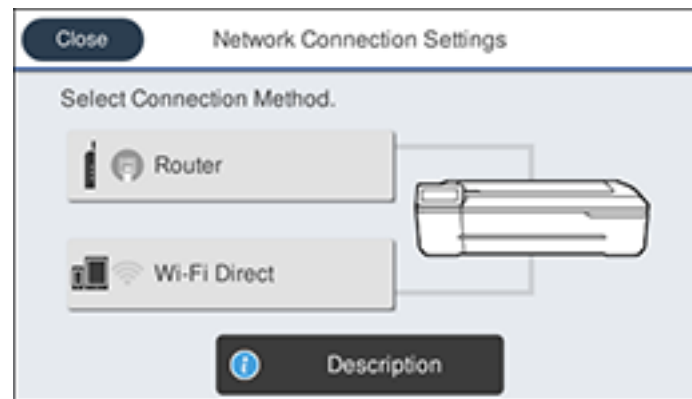 Close
Network Connection Settings
Select Connection Method.
Router
Wi-Fi Direct
Description